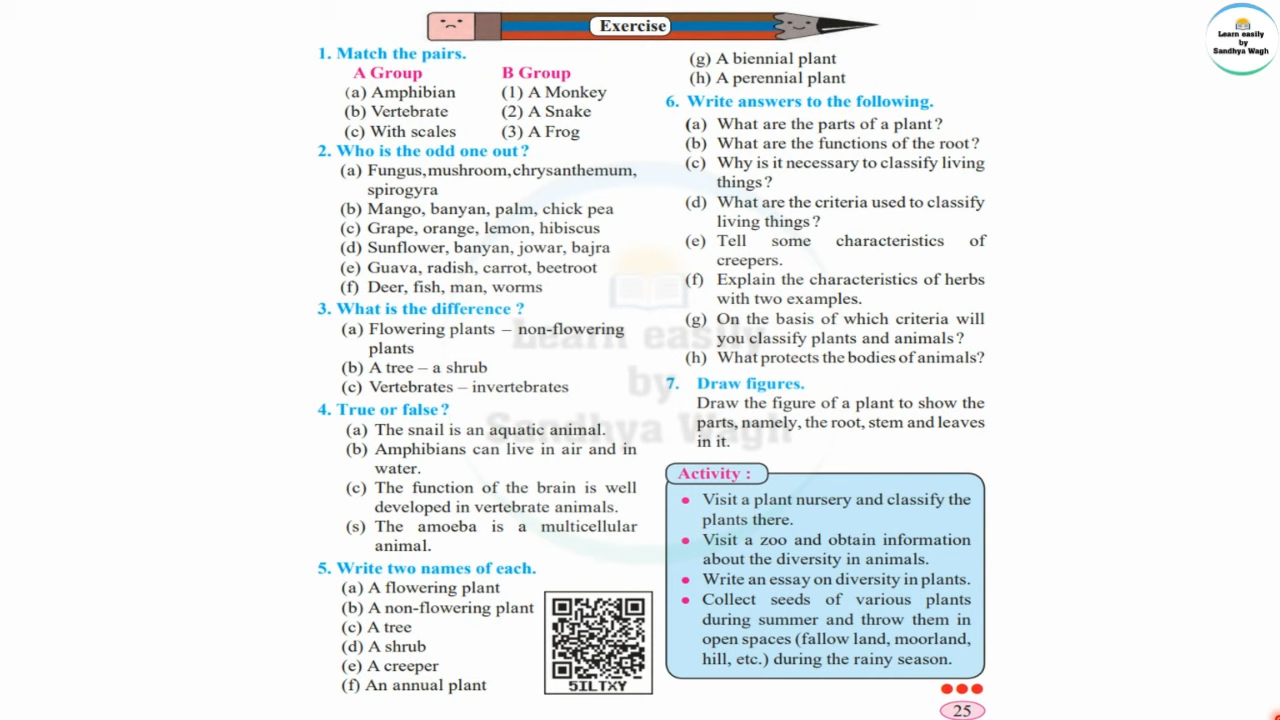 Exercise
Learn easily
by
Sandhya Wagh
1. Match the pairs.
A Group B Group
(a) Amphibian (1) A Monkey
(b) Vertebrate (2) A Snake
(c) With scales (3) A Frog
2. Who is the odd one out?
(a) Fungus, mushroom, chrysanthemum,
spirogyra
(b) Mango, banyan, palm, chick pea
(c) Grape, orange, lemon, hibiscus
(d) Sunflower, banyan, jowar, bajra
(e) Guava, radish, carrot, beetroot
(f) Deer, fish, man, worms
3. What is the difference ?
(a) Flowering plants – non-flowering
plants
(b) A tree – a shrub
(c) Vertebrates – invertebrates
4. True or false?
(a) The snail is an aquatic animal.
(b) Amphibians can live in air and in
water.
(c) The function of the brain is well
developed in vertebrate animals.
(s) The amoeba is a multicellular
animal.
5. Write two names of each.
(a) A flowering plant
(b) A non-flowering plant
(c) A tree
(d) A shrub
(e) A creeper
(f) An annual plant
5ILTXY
(g) A biennial plant
(h) A perennial plant
6. Write answers to the following.
(a) What are the parts of a plant?
(b) What are the functions of the root?
(c) Why is it necessary to classify living
things?
(d) What are the criteria used to classify
living things?
(e) Tell some characteristics of
creepers.
(f) Explain the characteristics of herbs
with two examples.
(g) On the basis of which criteria will
you classify plants and animals?
(h) What protects the bodies of animals?
7. Draw figures.
Draw the figure of a plant to show the
parts, namely, the root, stem and leaves
in it.
Activity :
• Visit a plant nursery and classify the
plants there.
• Visit a zoo and obtain information
about the diversity in animals.
• Write an essay on diversity in plants.
• Collect seeds of various plants
during summer and throw them in
open spaces (fallow land, moorland,
hill, etc.) during the rainy season.
25
Learn easily
by
Sandhya Wagh